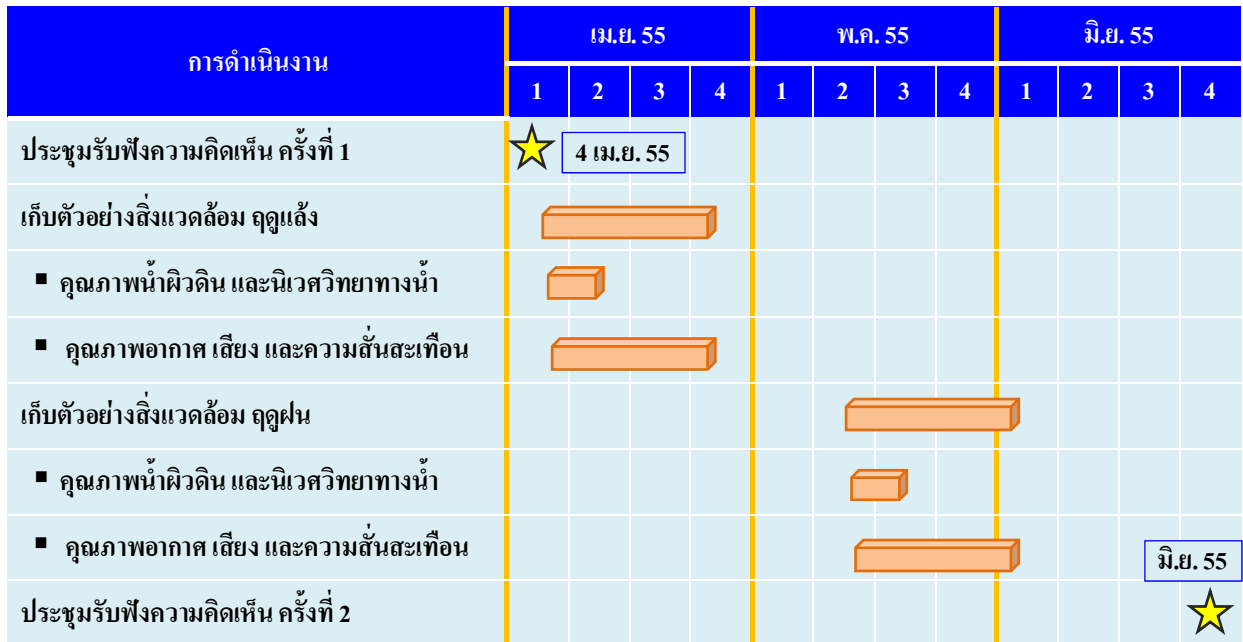 การดำเนินงาน
เม.ย. 55 พ.ค. 55 มิ.ย. 55
1 2 3 4 1 2 3 4 1 2 3 4
ประชุมรับฟังความคิดเห็น ครั้งที่ 1
4 เม.ย. 55
เก็บตัวอย่างสิ่งแวดล้อม ฤดูแล้ง
▪ คุณภาพน้ำผิวดิน และนิเวศวิทยาทางน้ำ
▪ คุณภาพอากาศ เสียง และความสั่นสะเทือน
เก็บตัวอย่างสิ่งแวดล้อม ฤดูฝน
▪ คุณภาพน้ำผิวดิน และนิเวศวิทยาทางน้ำ
▪ คุณภาพอากาศ เสียง และความสั่นสะเทือน
มิ.ย. 55
ประชุมรับฟังความคิดเห็น ครั้งที่ 2